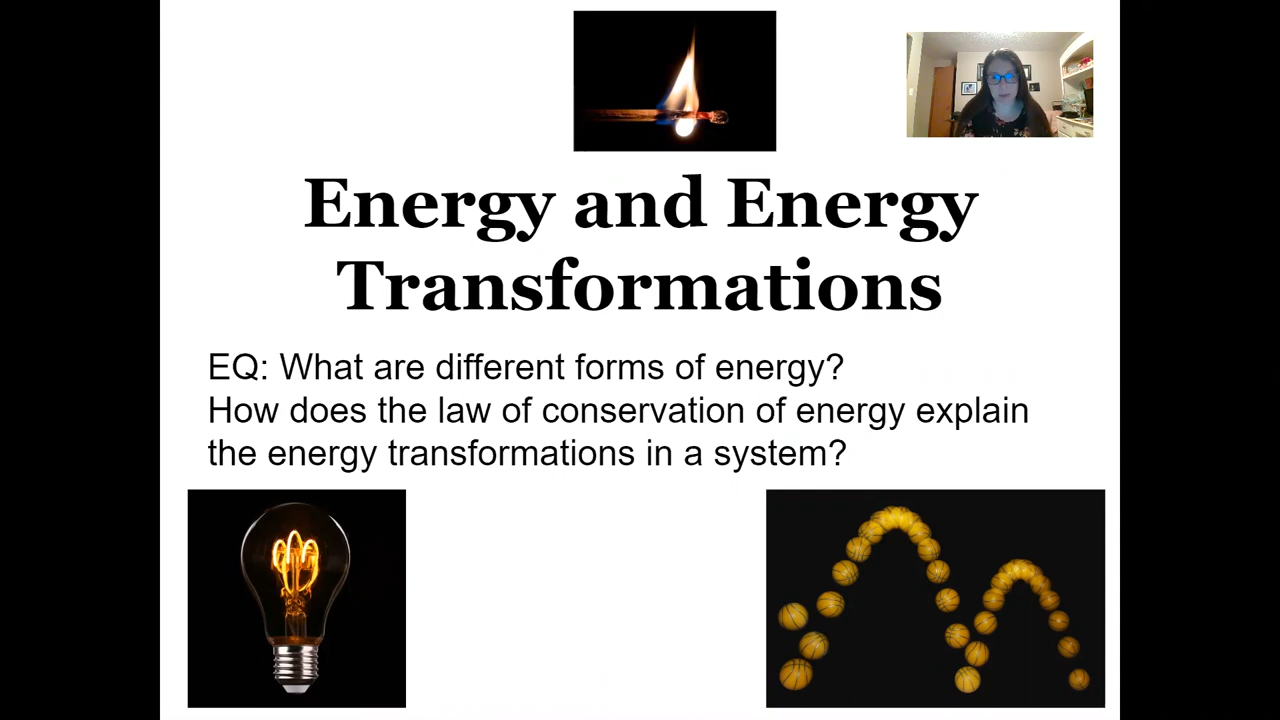 Energy and Energy
Transformations
EQ: What are different forms of energy?
How does the law of conservation of energy explain
the energy transformations in a system?